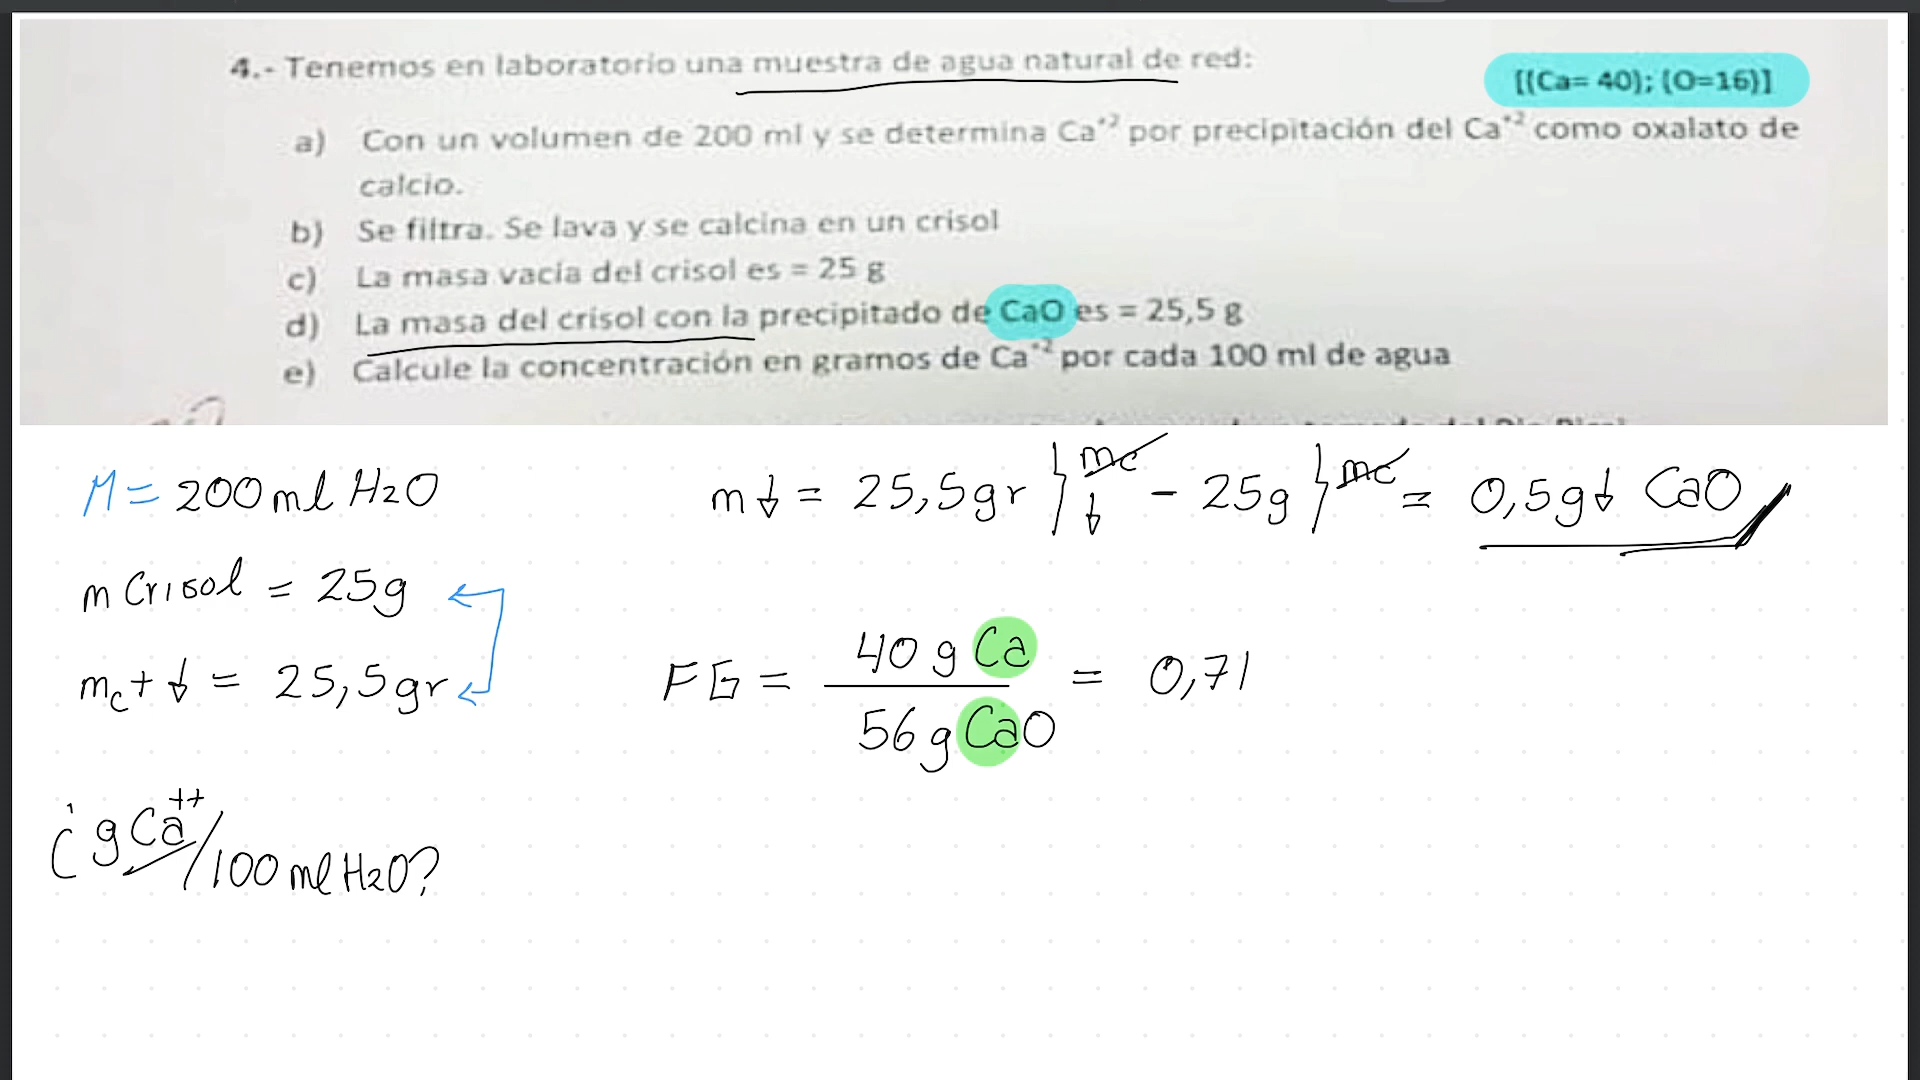 4.- Tenemos en laboratorio una muestra de agua natural de red:
[(Ca= 40); (O=16)]
a) Con un volumen de 200 ml y se determina Ca⁺² por precipitación del Ca⁺² como oxalato de
calcio.
b) Se filtra. Se lava y se calcina en un crisol
c) La masa vacía del crisol es = 25 g
d) La masa del crisol con la precipitado de CaO es = 25,5 g
e) Calcule la concentración en gramos de Ca⁺² por cada 100 ml de agua
M = 200 ml H2O
m Crisol = 25g
mc + ↓ = 25,5gr
¿ g Ca⁺⁺/100 ml H2O?
m↓ = 25,5gr } mc ↓ - 25g } mc = 0,5g↓ CaO
FG = 40 g Ca / 56 g CaO = 0,71